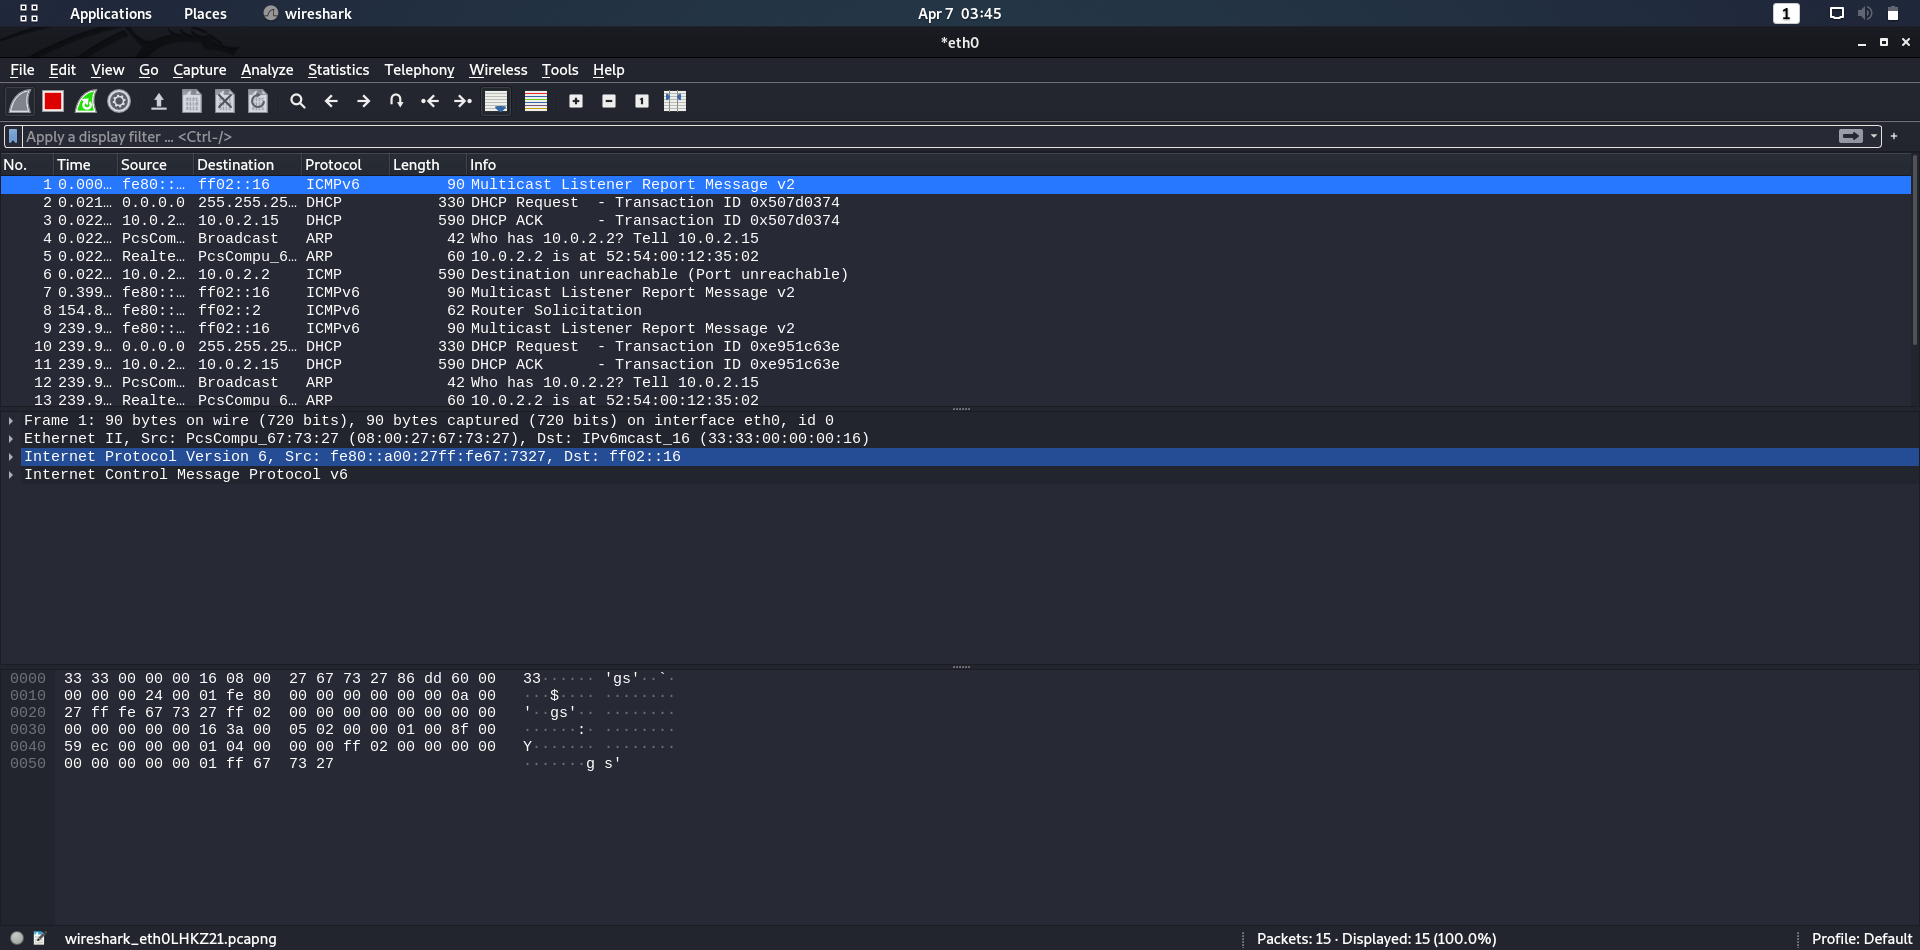 Applications Places wireshark Apr 7 03:45 1
*eth0
File Edit View Go Capture Analyze Statistics Telephony Wireless Tools Help
Apply a display filter … <Ctrl-/>
No. Time Source Destination Protocol Length Info
1 0.000… fe80::… ff02::16 ICMPv6 90 Multicast Listener Report Message v2
2 0.021… 0.0.0.0 255.255.25… DHCP 330 DHCP Request - Transaction ID 0x507d0374
3 0.022… 10.0.2… 10.0.2.15 DHCP 590 DHCP ACK - Transaction ID 0x507d0374
4 0.022… PcsCom… Broadcast ARP 42 Who has 10.0.2.2? Tell 10.0.2.15
5 0.022… Realte… PcsCompu_6… ARP 60 10.0.2.2 is at 52:54:00:12:35:02
6 0.022… 10.0.2… 10.0.2.2 ICMP 590 Destination unreachable (Port unreachable)
7 0.399… fe80::… ff02::16 ICMPv6 90 Multicast Listener Report Message v2
8 154.8… fe80::… ff02::2 ICMPv6 62 Router Solicitation
9 239.9… fe80::… ff02::16 ICMPv6 90 Multicast Listener Report Message v2
10 239.9… 0.0.0.0 255.255.25… DHCP 330 DHCP Request - Transaction ID 0xe951c63e
11 239.9… 10.0.2… 10.0.2.15 DHCP 590 DHCP ACK - Transaction ID 0xe951c63e
12 239.9… PcsCom… Broadcast ARP 42 Who has 10.0.2.2? Tell 10.0.2.15
13 239.9… Realte… PcsCompu_6… ARP 60 10.0.2.2 is at 52:54:00:12:35:02
Frame 1: 90 bytes on wire (720 bits), 90 bytes captured (720 bits) on interface eth0, id 0
Ethernet II, Src: PcsCompu_67:73:27 (08:00:27:67:73:27), Dst: IPv6mcast_16 (33:33:00:00:00:16)
Internet Protocol Version 6, Src: fe80::a00:27ff:fe67:7327, Dst: ff02::16
Internet Control Message Protocol v6
0000 33 33 00 00 00 16 08 00 27 67 73 27 86 dd 60 00 33······ 'gs'··`·
0010 00 00 00 24 00 01 fe 80 00 00 00 00 00 00 0a 00 ···$···· ········
0020 27 ff fe 67 73 27 ff 02 00 00 00 00 00 00 00 00 '··gs'·· ········
0030 00 00 00 00 00 16 3a 00 05 02 00 00 01 00 8f 00 ······:· ········
0040 59 ec 00 00 00 01 04 00 00 00 ff 02 00 00 00 00 Y······· ········
0050 00 00 00 00 00 01 ff 67 73 27 ·······g s'
wireshark_eth0LHKZ21.pcapng Packets: 15 · Displayed: 15 (100.0%) Profile: Default